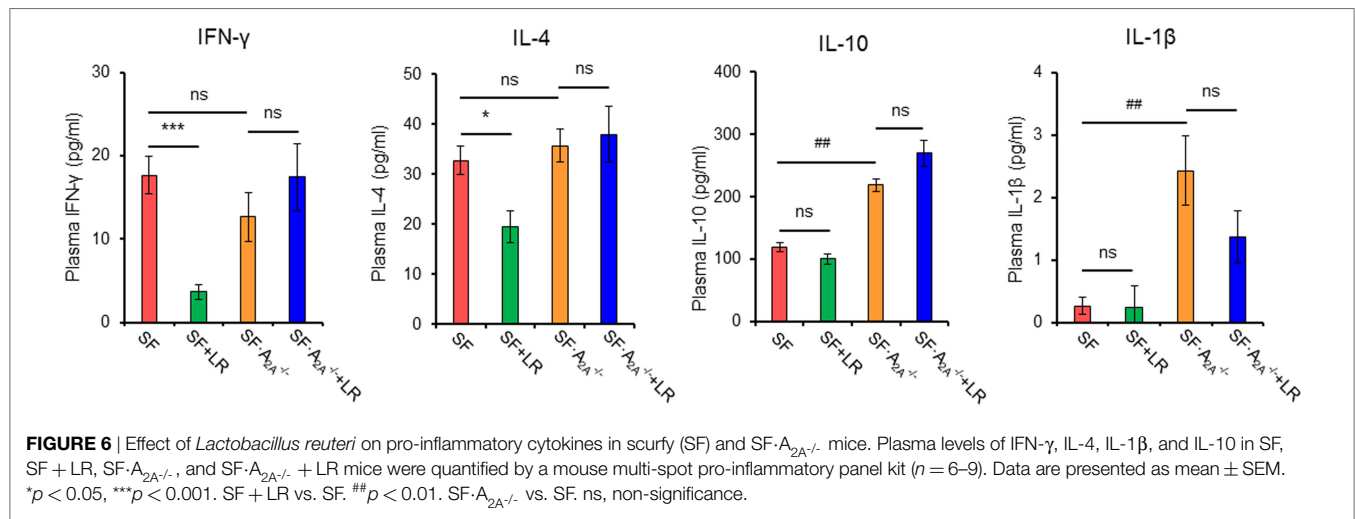 IFN-γ
30
20
10
0
Plasma IFN-γ (pg/ml)
ns
ns
***
SF
SF+LR
SF·A2A-/-
SF·A2A-/-+LR
IL-4
50
40
30
20
10
0
Plasma IL-4 (pg/ml)
ns
ns
*
SF
SF+LR
SF·A2A-/-
SF·A2A-/-+LR
IL-10
400
300
200
100
0
Plasma IL-10 (pg/ml)
ns
##
ns
SF
SF+LR
SF·A2A-/-
SF·A2A-/-+LR
IL-1β
4
3
2
1
0
Plasma IL-1β (pg/ml)
ns
##
ns
SF
SF+LR
SF·A2A-/-
SF·A2A-/-+LR
FIGURE 6 | Effect of Lactobacillus reuteri on pro-inflammatory cytokines in scurfy (SF) and SF·A2A-/- mice. Plasma levels of IFN-γ, IL-4, IL-1β, and IL-10 in SF,
SF + LR, SF·A2A-/-, and SF·A2A-/- + LR mice were quantified by a mouse multi-spot pro-inflammatory panel kit (n = 6–9). Data are presented as mean ± SEM.
*p < 0.05, ***p < 0.001. SF + LR vs. SF. ##p < 0.01. SF·A2A-/- vs. SF. ns, non-significance.